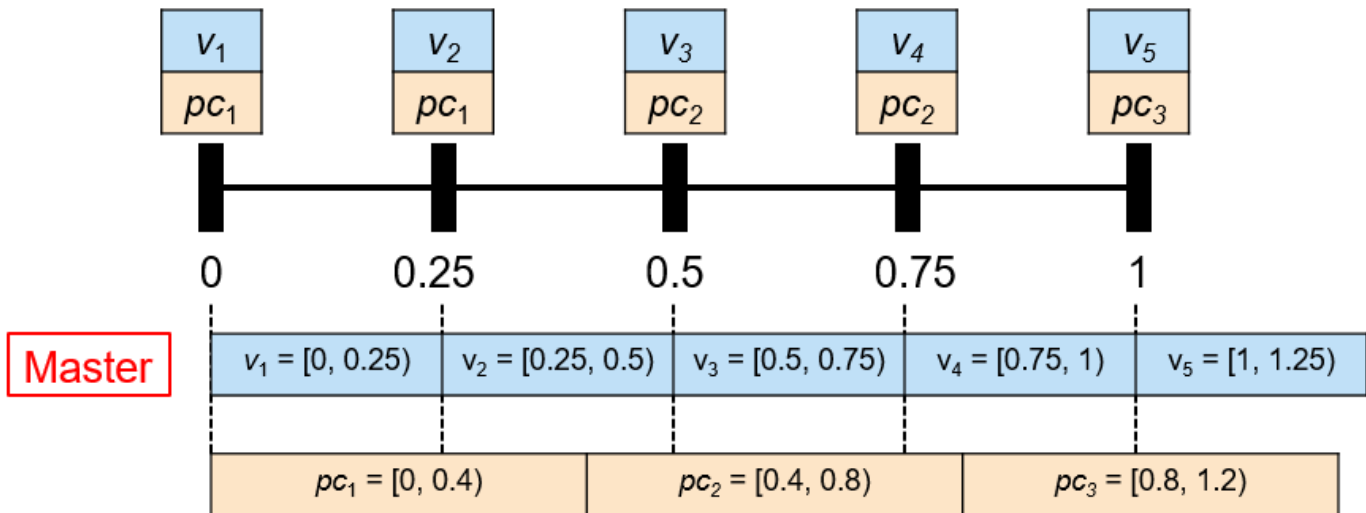 v₁ v₂ v₃ v₄ v₅
pc₁ pc₁ pc₂ pc₂ pc₃
0 0.25 0.5 0.75 1
Master v₁ = [0, 0.25) v₂ = [0.25, 0.5) v₃ = [0.5, 0.75) v₄ = [0.75, 1) v₅ = [1, 1.25)
pc₁ = [0, 0.4) pc₂ = [0.4, 0.8) pc₃ = [0.8, 1.2)